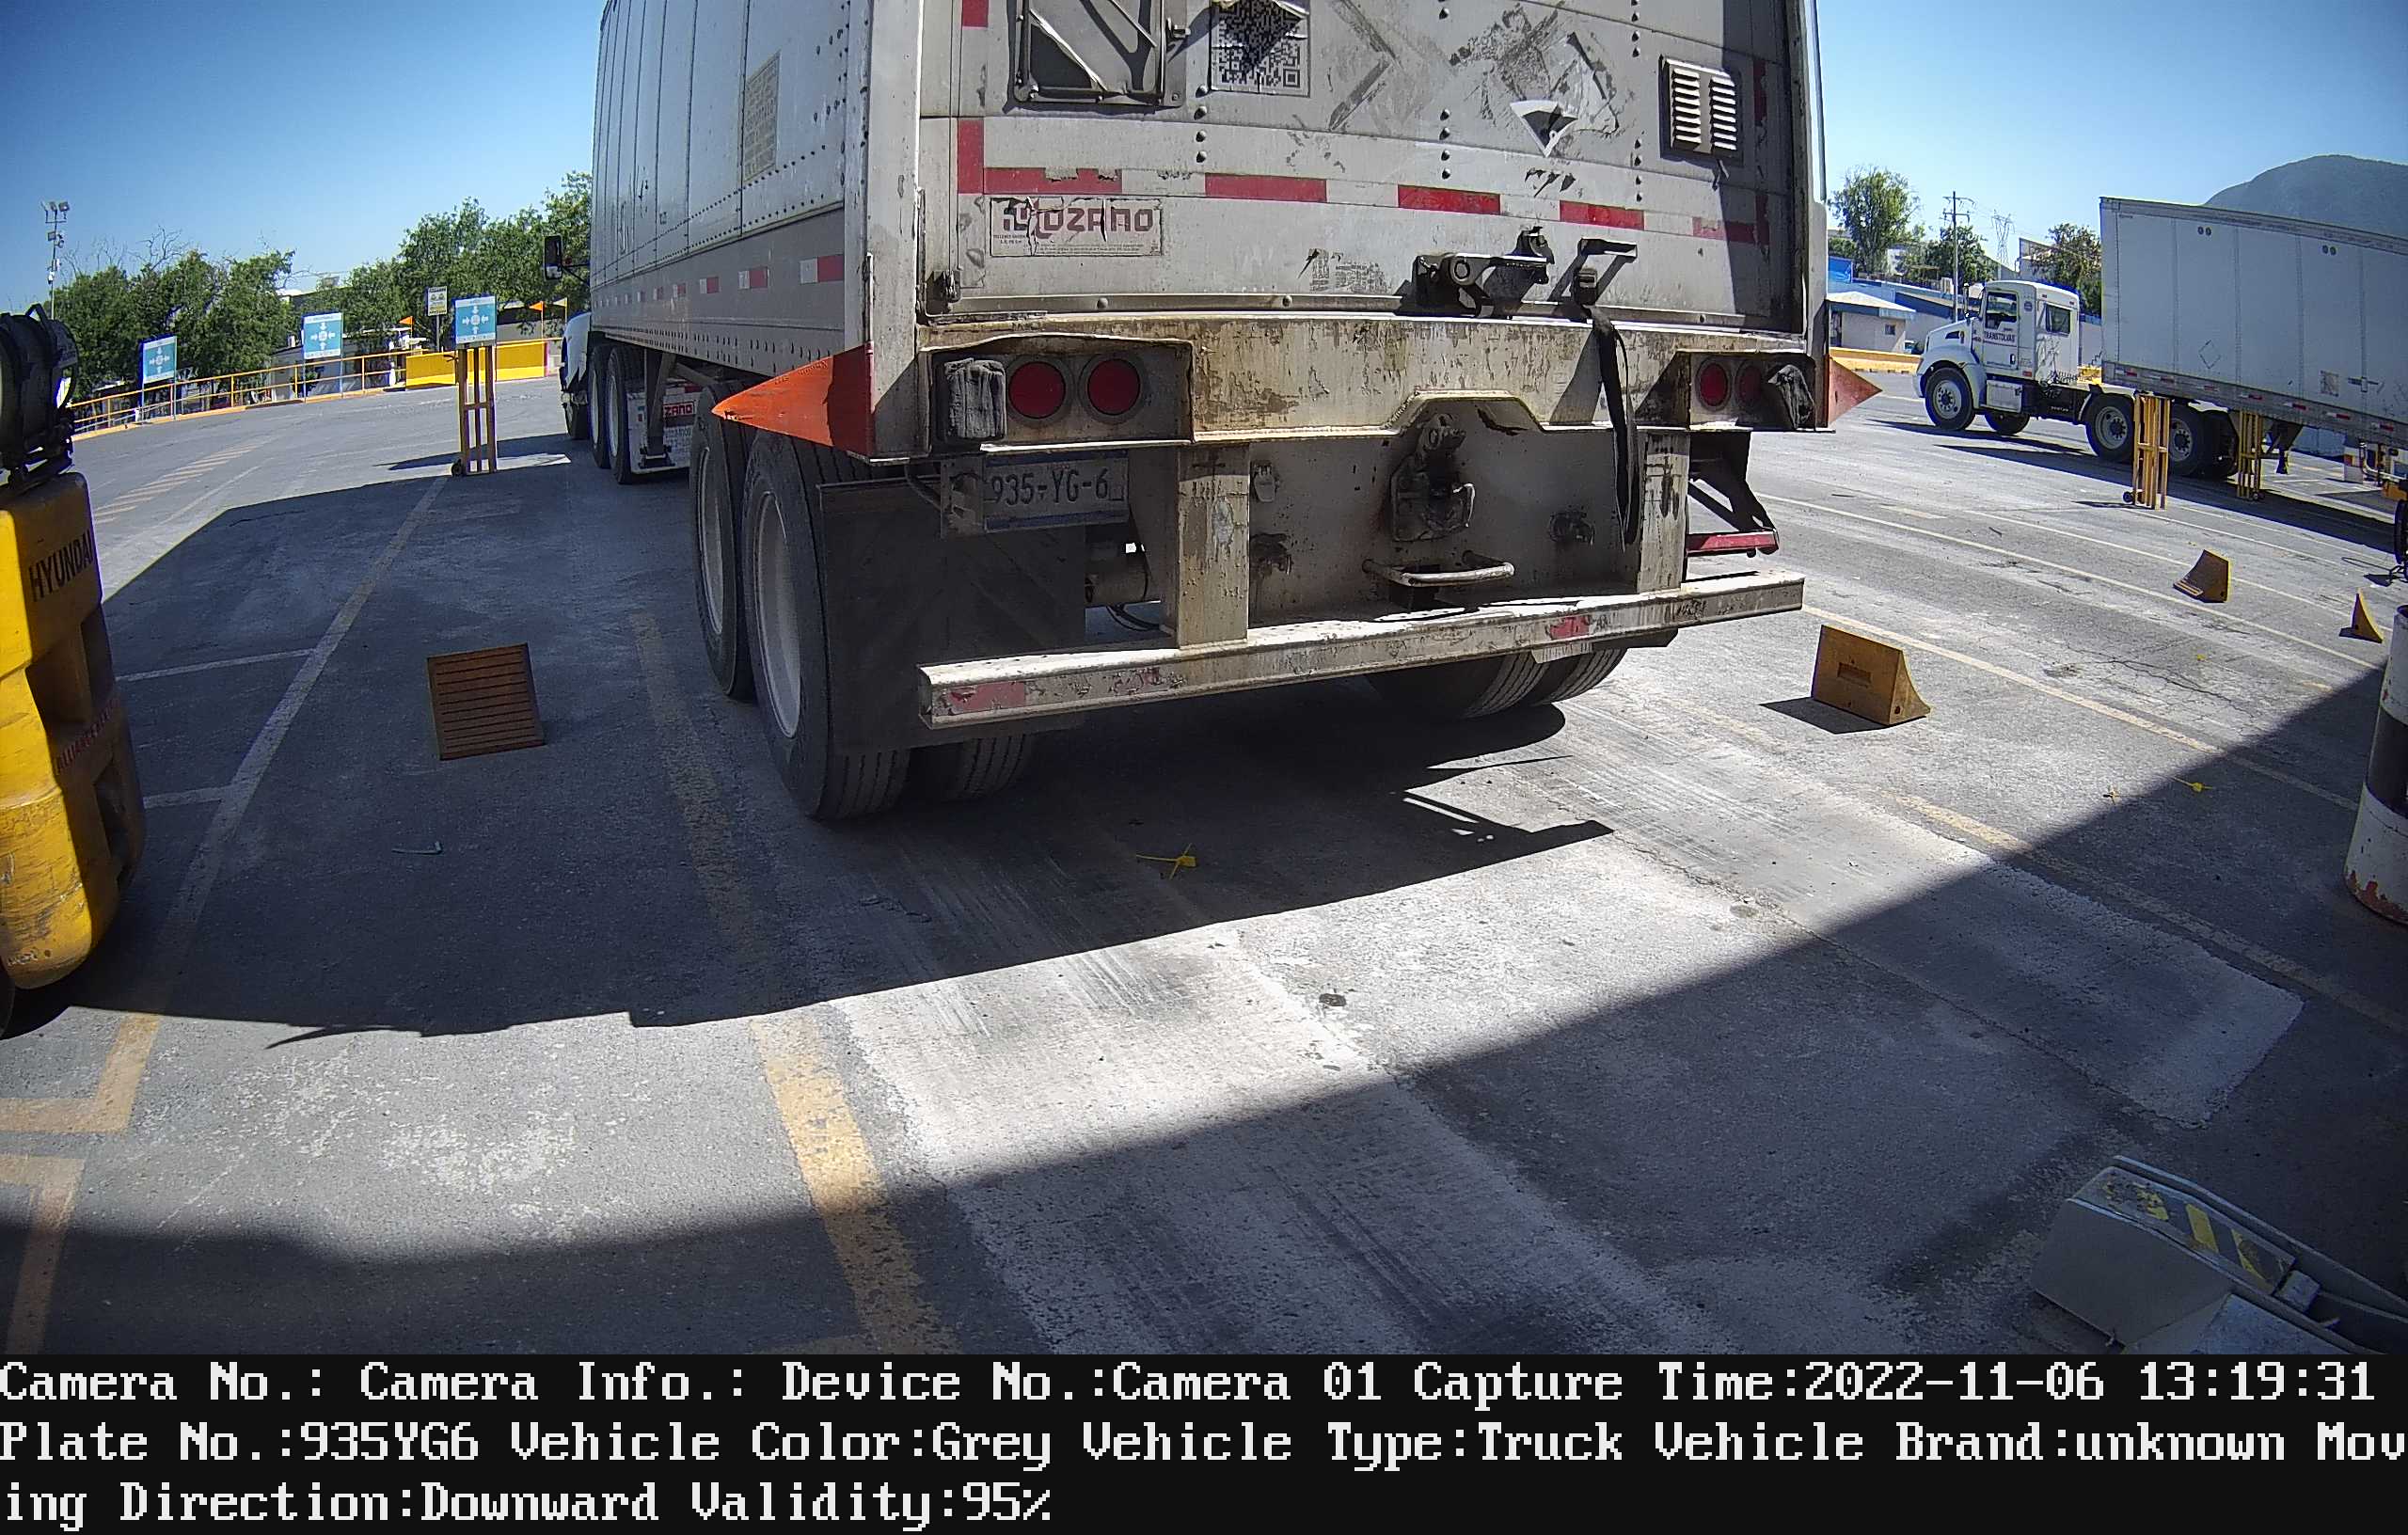 LOZANO
OZANO
935-YG-6
HYUNDAI
TRANSTOLVAS
Camera No.: Camera Info.: Device No.:Camera 01 Capture Time:2022-11-06 13:19:31
Plate No.:935YG6 Vehicle Color:Grey Vehicle Type:Truck Vehicle Brand:unknown Mov
ing Direction:Downward Validity:95%